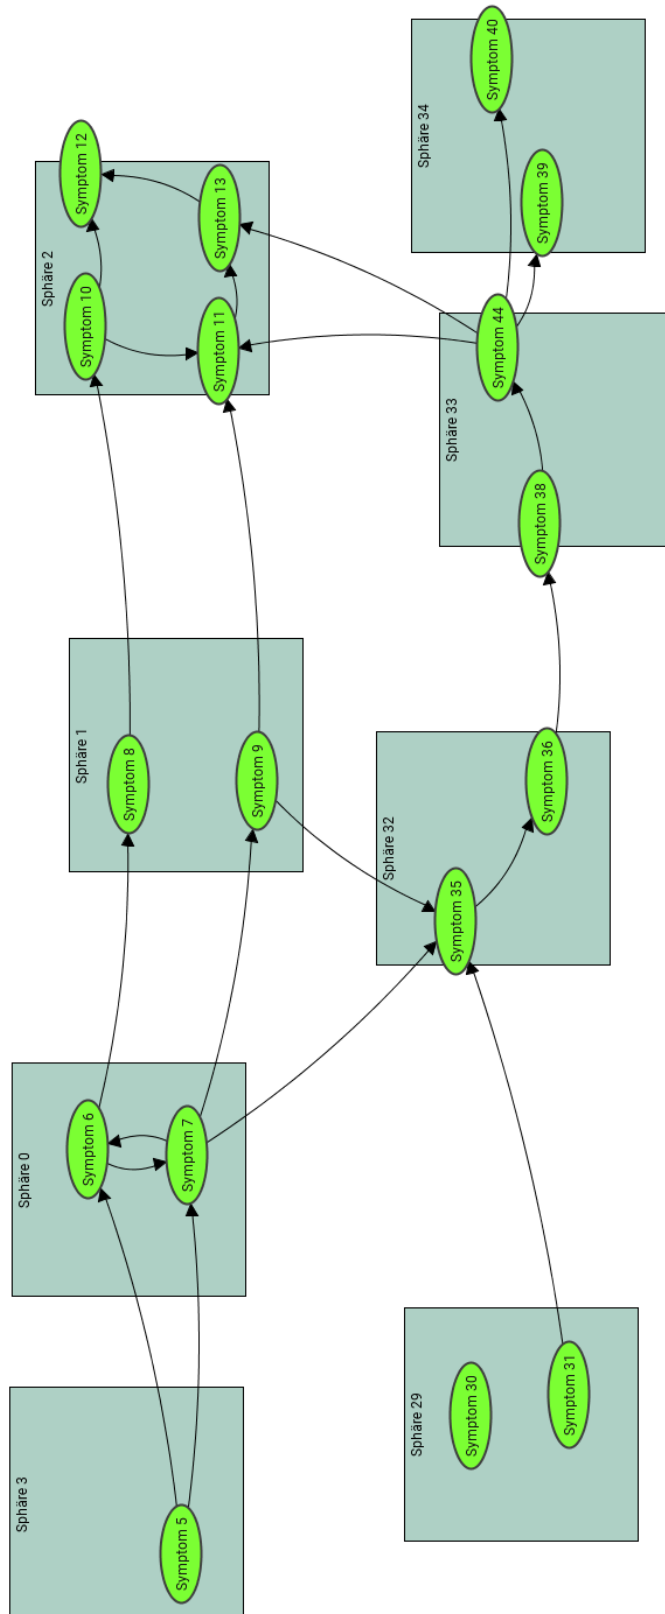 Sphäre 3
Symptom 5
Sphäre 0
Symptom 6
Symptom 7
Sphäre 1
Symptom 8
Symptom 9
Sphäre 2
Symptom 10
Symptom 11
Symptom 12
Symptom 13
Sphäre 29
Symptom 30
Symptom 31
Sphäre 32
Symptom 35
Symptom 36
Sphäre 33
Symptom 38
Symptom 44
Sphäre 34
Symptom 39
Symptom 40